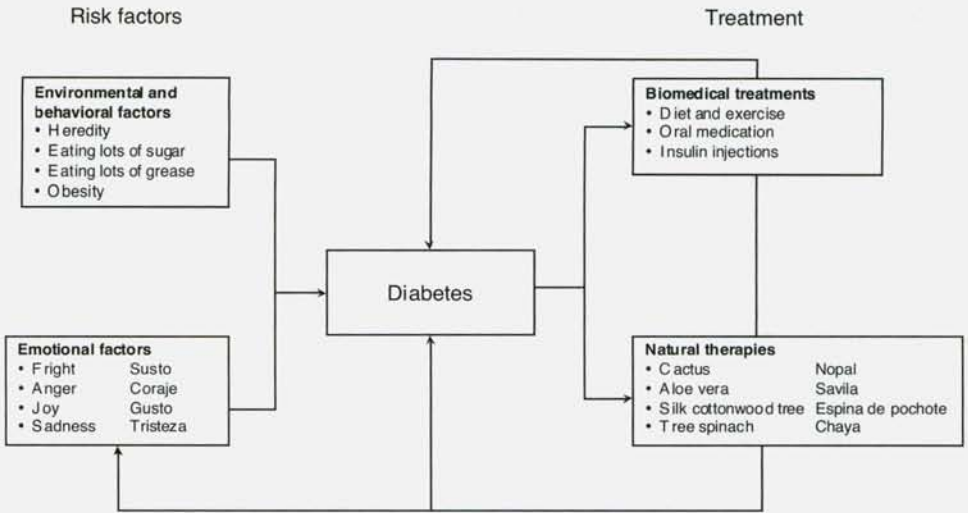 Risk factors
Treatment
Environmental and
behavioral factors
• Heredity
• Eating lots of sugar
• Eating lots of grease
• Obesity
Biomedical treatments
• Diet and exercise
• Oral medication
• Insulin injections
Diabetes
Emotional factors
• Fright Susto
• Anger Coraje
• Joy Gusto
• Sadness Tristeza
Natural therapies
• Cactus Nopal
• Aloe vera Savila
• Silk cottonwood tree Espina de pochote
• Tree spinach Chaya